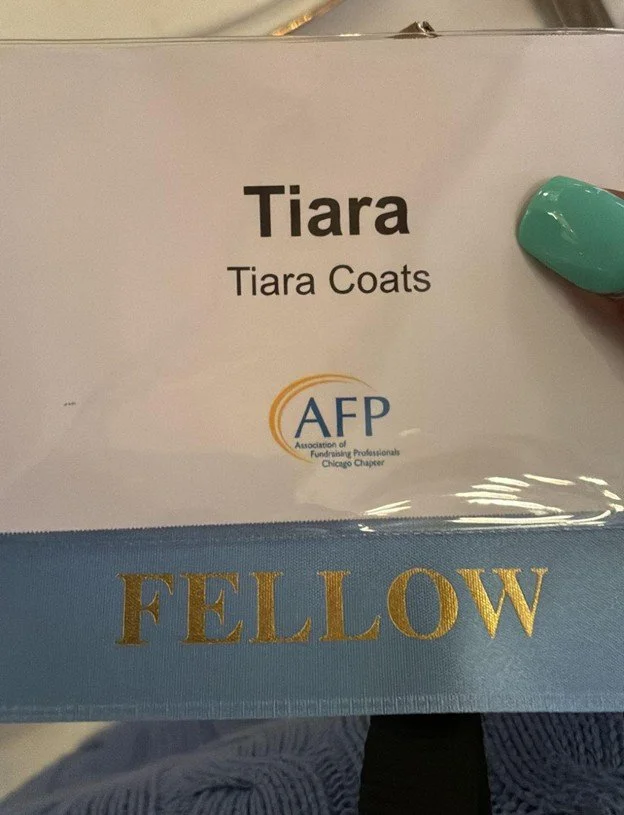 Tiara
Tiara Coats
AFP
Association of
Fundraising Professionals
Chicago Chapter
FELLOW